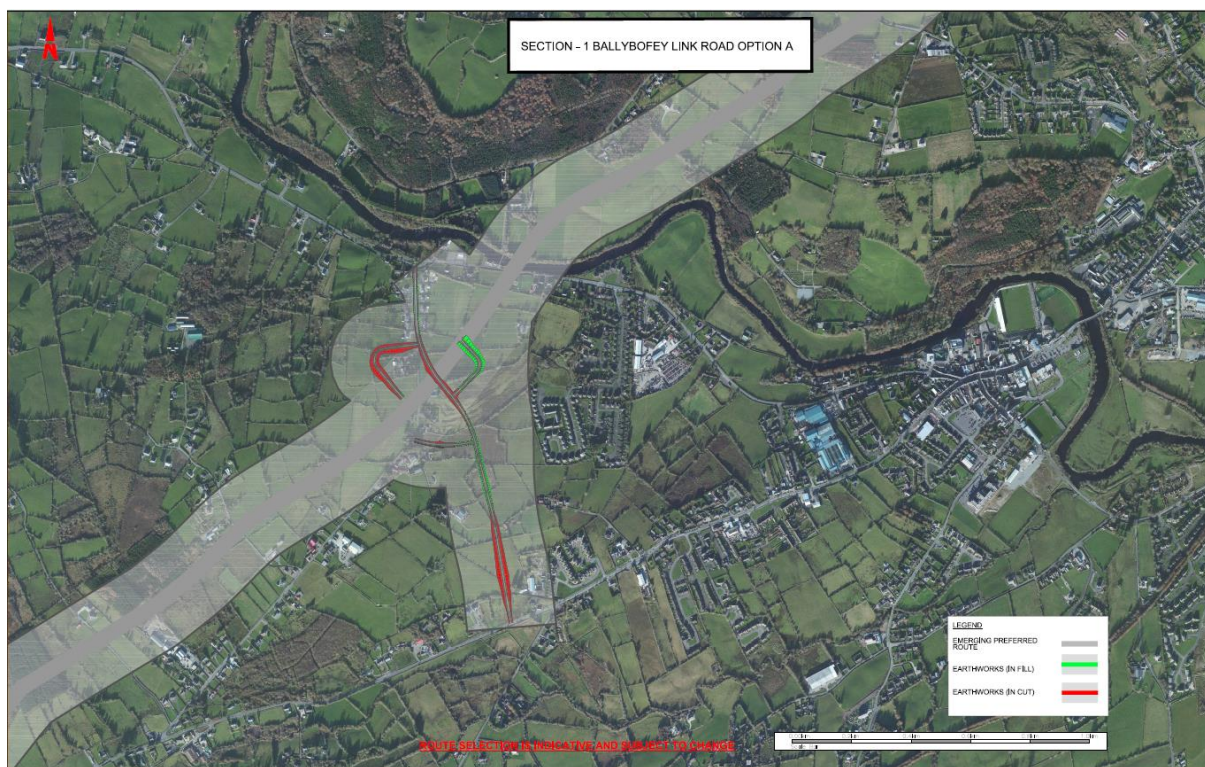 SECTION - 1 BALLYBOFEY LINK ROAD OPTION A
N
LEGEND
EMERGING PREFERRED
ROUTE
EARTHWORKS (IN FILL)
EARTHWORKS (IN CUT)
ROUTE SELECTION IS INDICATIVE AND SUBJECT TO CHANGE